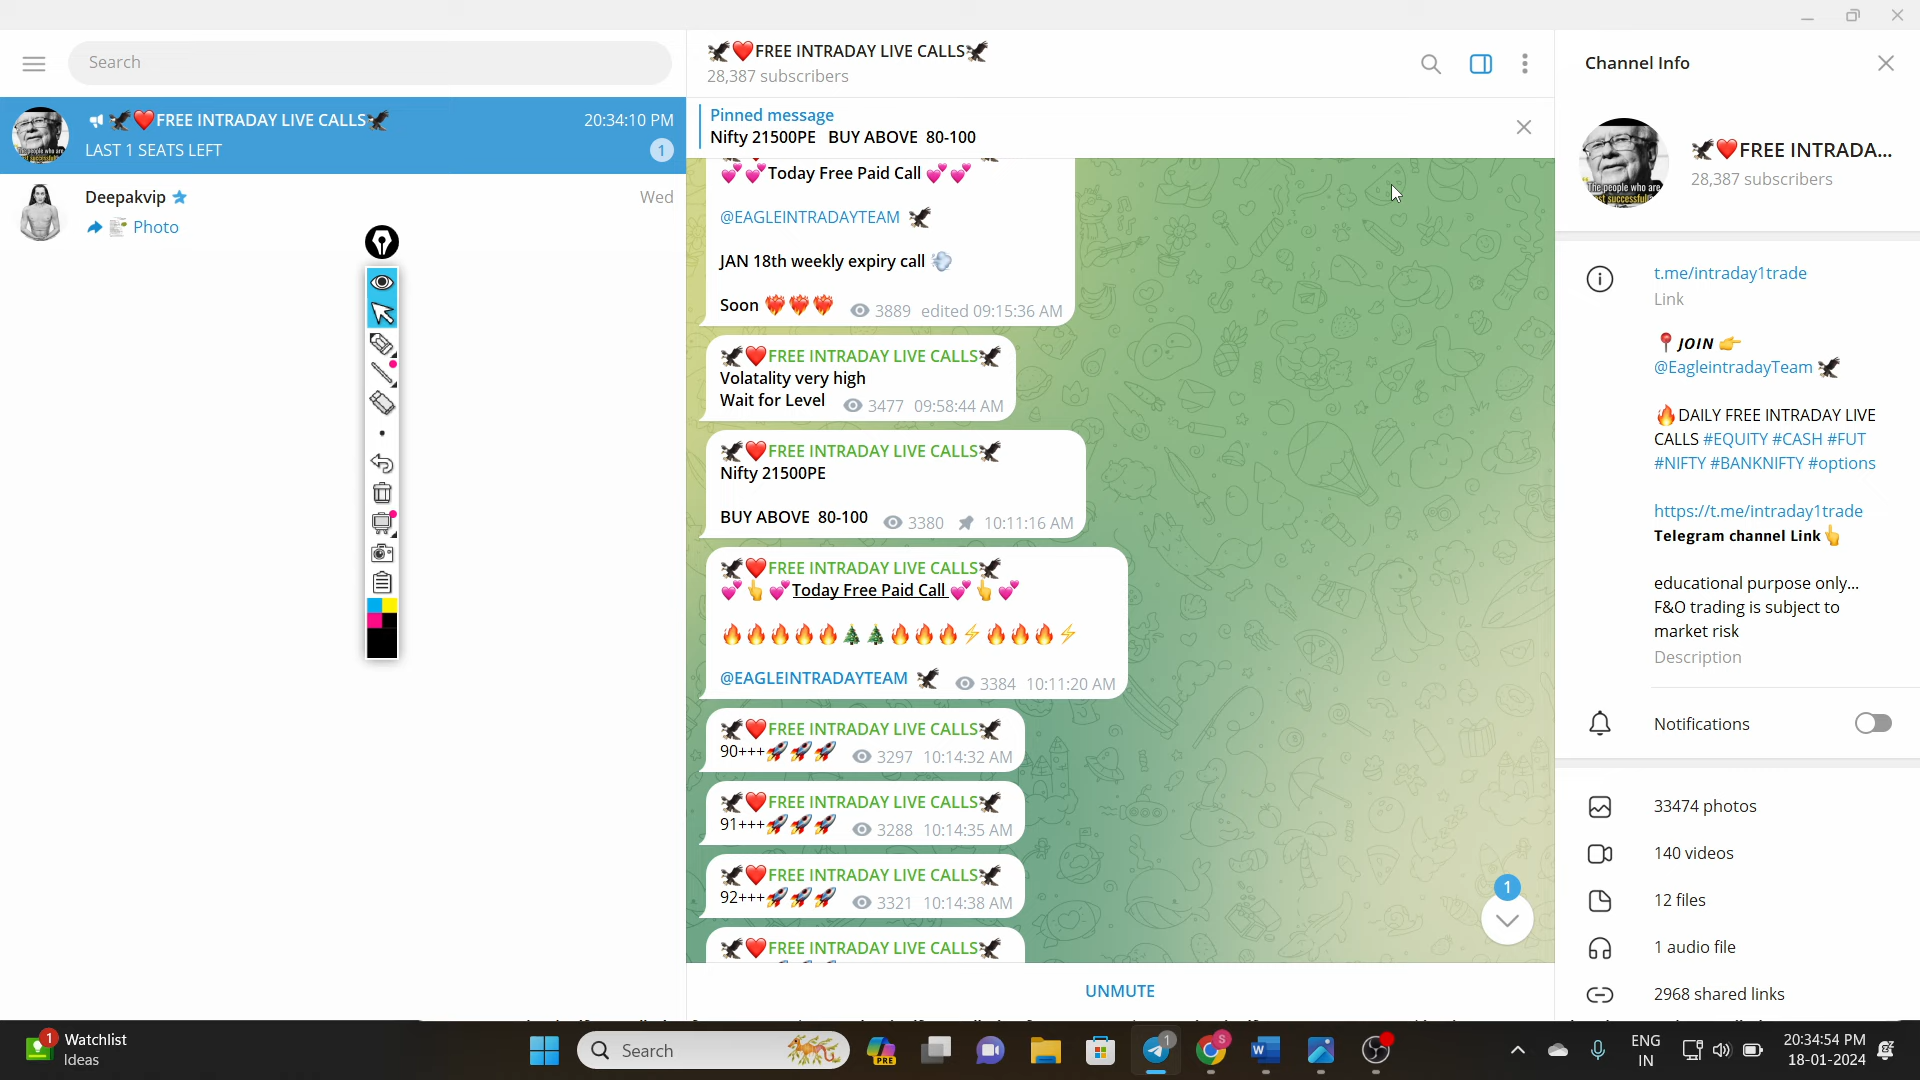 Search
🦅❤️FREE INTRADAY LIVE CALLS🦅
20:34:10 PM
LAST 1 SEATS LEFT
1
Deepakvip
Wed
Photo
🦅❤️FREE INTRADAY LIVE CALLS🦅
28,387 subscribers
Pinned message
Nifty 21500PE BUY ABOVE 80-100
💕💕Today Free Paid Call 💕💕
@EAGLEINTRADAYTEAM 🦅
JAN 18th weekly expiry call 💨
Soon ❤️‍🔥❤️‍🔥❤️‍🔥 3889 edited 09:15:36 AM
🦅❤️FREE INTRADAY LIVE CALLS🦅
Volatality very high
Wait for Level 3477 09:58:44 AM
🦅❤️FREE INTRADAY LIVE CALLS🦅
Nifty 21500PE
BUY ABOVE 80-100 3380 10:11:16 AM
🦅❤️FREE INTRADAY LIVE CALLS🦅
💕👆💕Today Free Paid Call 💕👆💕
🔥🔥🔥🔥🔥🎄🎄🔥🔥🔥⚡🔥🔥🔥⚡
@EAGLEINTRADAYTEAM 🦅 3384 10:11:20 AM
🦅❤️FREE INTRADAY LIVE CALLS🦅
90+++🚀🚀🚀 3297 10:14:32 AM
🦅❤️FREE INTRADAY LIVE CALLS🦅
91+++🚀🚀🚀 3288 10:14:35 AM
🦅❤️FREE INTRADAY LIVE CALLS🦅
92+++🚀🚀🚀 3321 10:14:38 AM
🦅❤️FREE INTRADAY LIVE CALLS🦅
1
UNMUTE
Channel Info
The people who are
🦅❤️FREE INTRADA...
28,387 subscribers
t.me/intraday1trade
Link
📍JOIN 👉
@EagleintradayTeam 🦅
🔥DAILY FREE INTRADAY LIVE
CALLS #EQUITY #CASH #FUT
#NIFTY #BANKNIFTY #options
https://t.me/intraday1trade
Telegram channel Link👆
educational purpose only...
F&O trading is subject to
market risk
Description
Notifications
33474 photos
140 videos
12 files
1 audio file
2968 shared links
1
Watchlist
Ideas
Search
PRE
1
S
W
ENG
IN
20:34:54 PM
18-01-2024